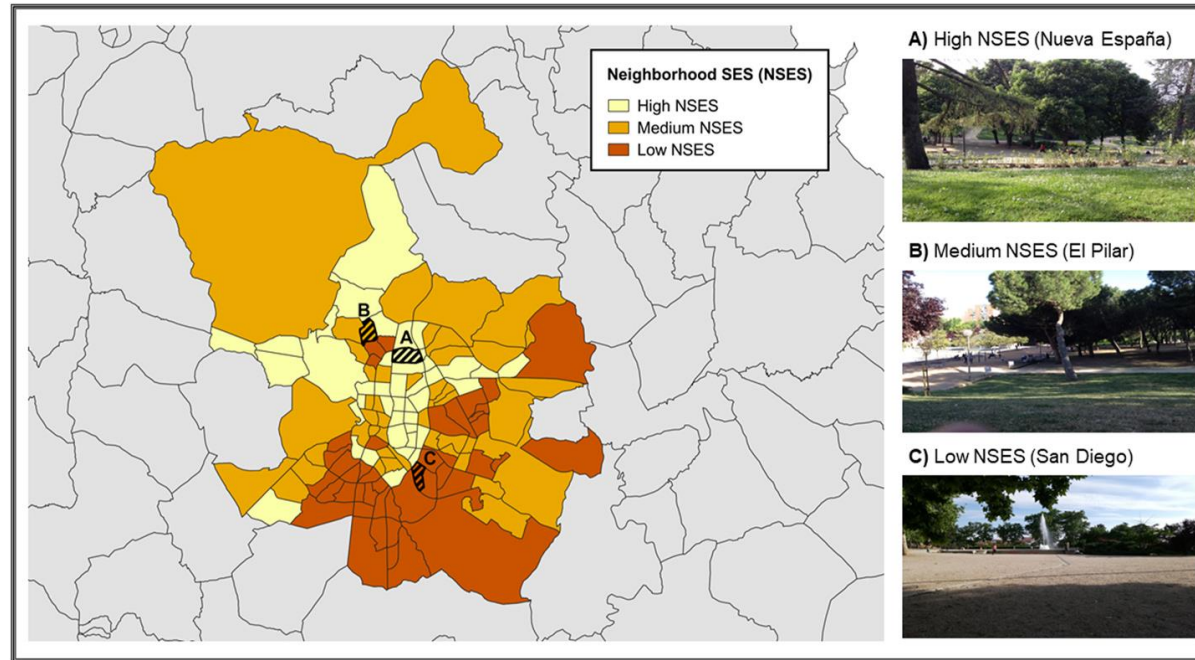 Neighborhood SES (NSES)
High NSES
Medium NSES
Low NSES
B
A
C
A) High NSES (Nueva España)
B) Medium NSES (El Pilar)
C) Low NSES (San Diego)